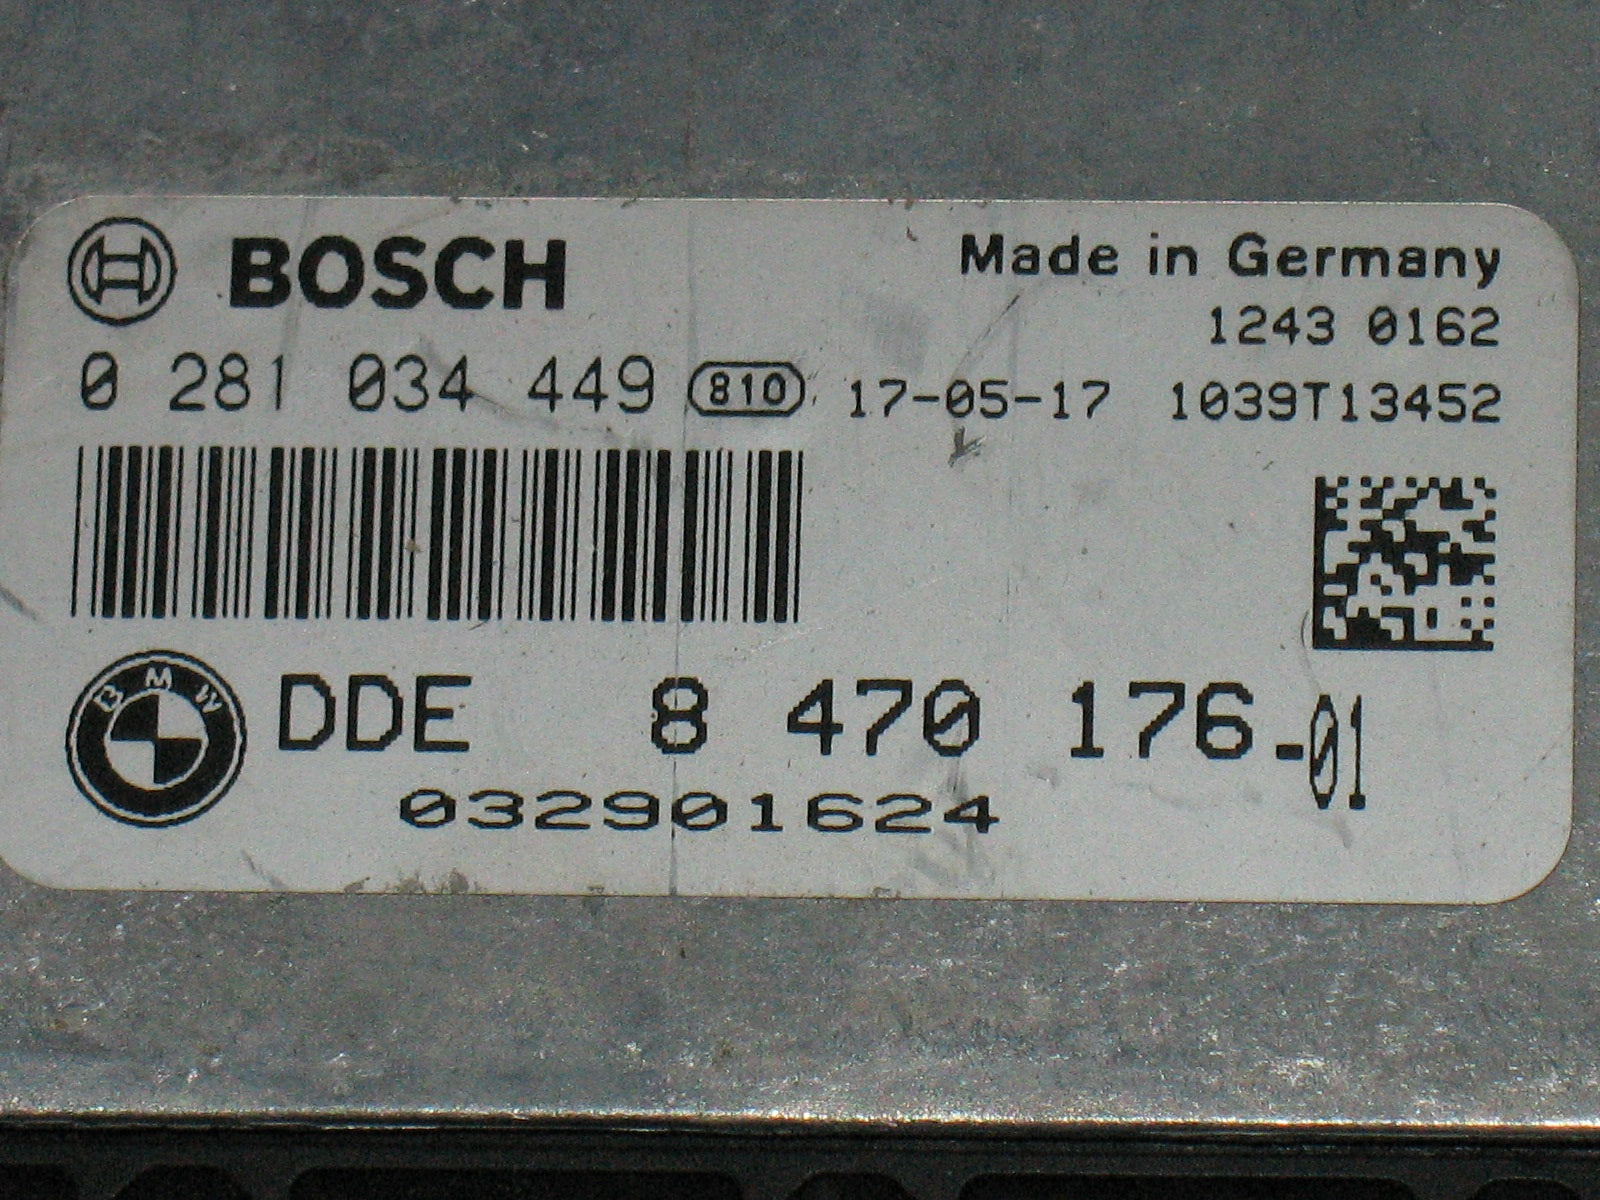 BOSCH
Made in Germany
1243 0162
0 281 034 449 810 17-05-17 1039T13452
BMW
DDE 8 470 176-01
032901624